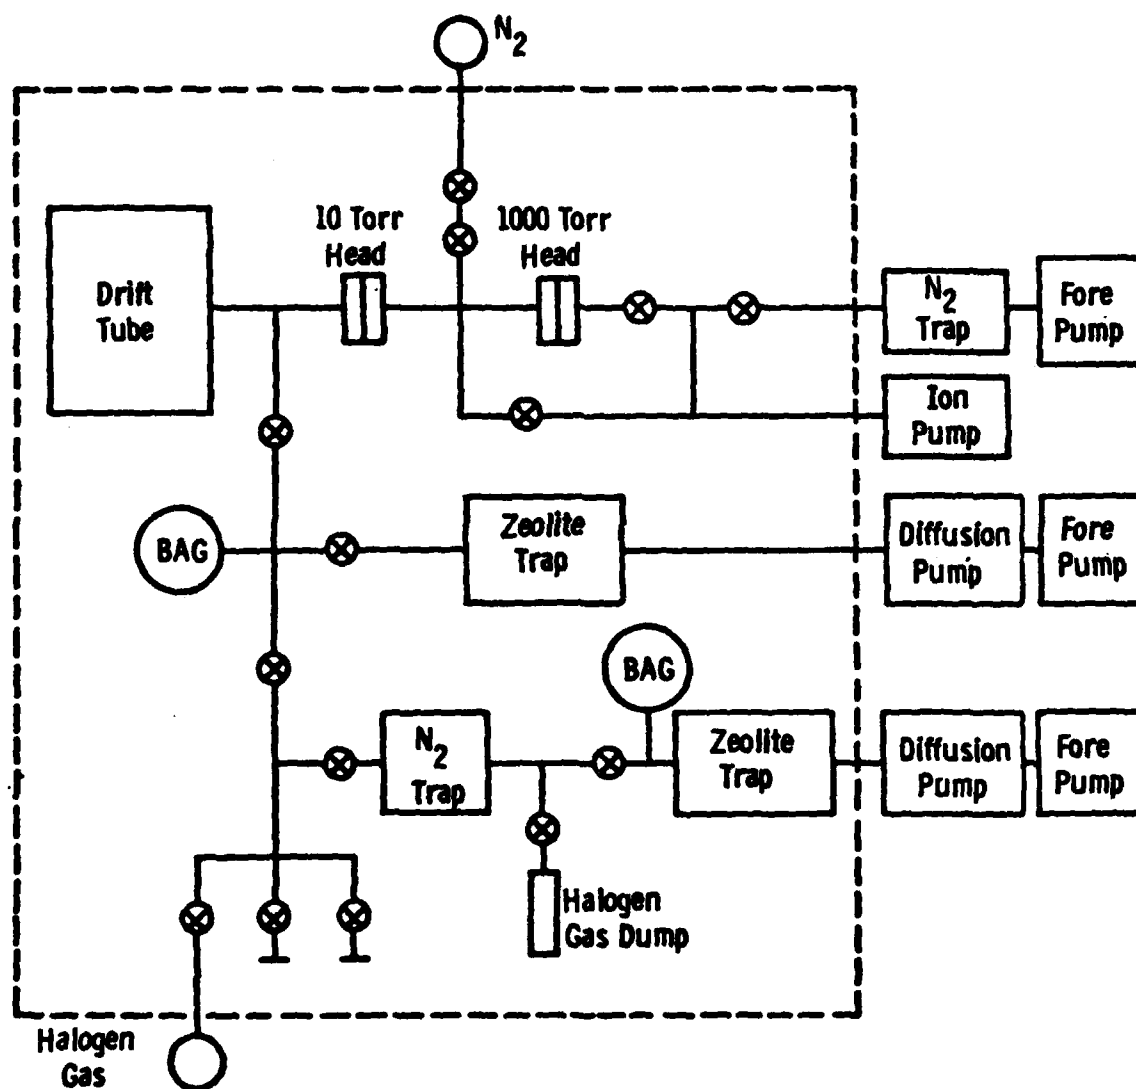 N2
10 Torr
Head
1000 Torr
Head
Drift
Tube
N2
Trap
Fore
Pump
Ion
Pump
BAG
Zeolite
Trap
Diffusion
Pump
Fore
Pump
BAG
N2
Trap
Zeolite
Trap
Diffusion
Pump
Fore
Pump
Halogen
Gas Dump
Halogen
Gas